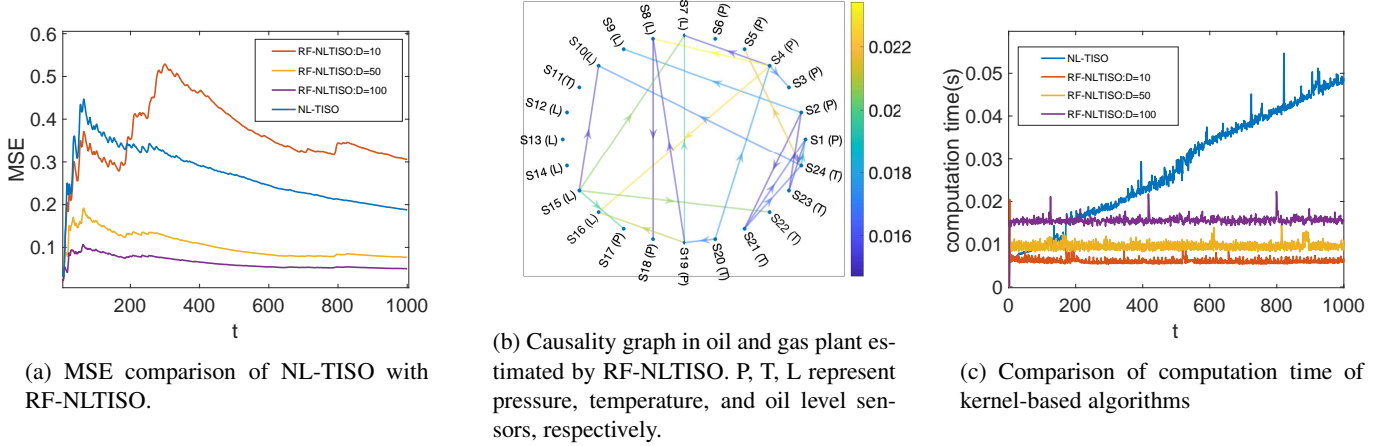 0.6
0.5
0.4
0.3
0.2
0.1
MSE
200
400
600
800
1000
t
RF-NLTISO:D=10
RF-NLTISO:D=50
RF-NLTISO:D=100
NL-TISO
(a) MSE comparison of NL-TISO with
RF-NLTISO.
S7 (L)
S6 (P)
S5 (P)
S4 (P)
S3 (P)
S2 (P)
S1 (P)
S24 (T)
S23 (T)
S22 (T)
S21 (T)
S20 (T)
S19 (P)
S18 (P)
S17 (P)
S16 (L)
S15 (L)
S14 (L)
S13 (L)
S12 (L)
S11(T)
S10(L)
S9 (L)
S8 (L)
0.022
0.02
0.018
0.016
(b) Causality graph in oil and gas plant es-
timated by RF-NLTISO. P, T, L represent
pressure, temperature, and oil level sen-
sors, respectively.
0.05
0.04
0.03
0.02
0.01
0
computation time(s)
0
200
400
600
800
1000
t
NL-TISO
RF-NLTISO:D=10
RF-NLTISO:D=50
RF-NLTISO:D=100
(c) Comparison of computation time of
kernel-based algorithms